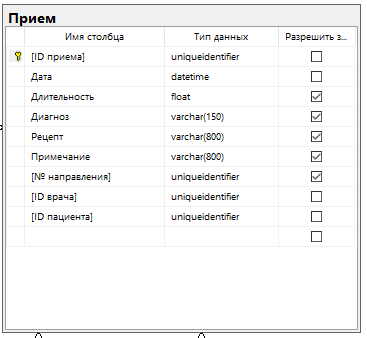 Прием
Имя столбца Тип данных Разрешить з...
[ID приема] uniqueidentifier
Дата datetime
Длительность float
Диагноз varchar(150)
Рецепт varchar(800)
Примечание varchar(800)
[№ направления] uniqueidentifier
[ID врача] uniqueidentifier
[ID пациента] uniqueidentifier